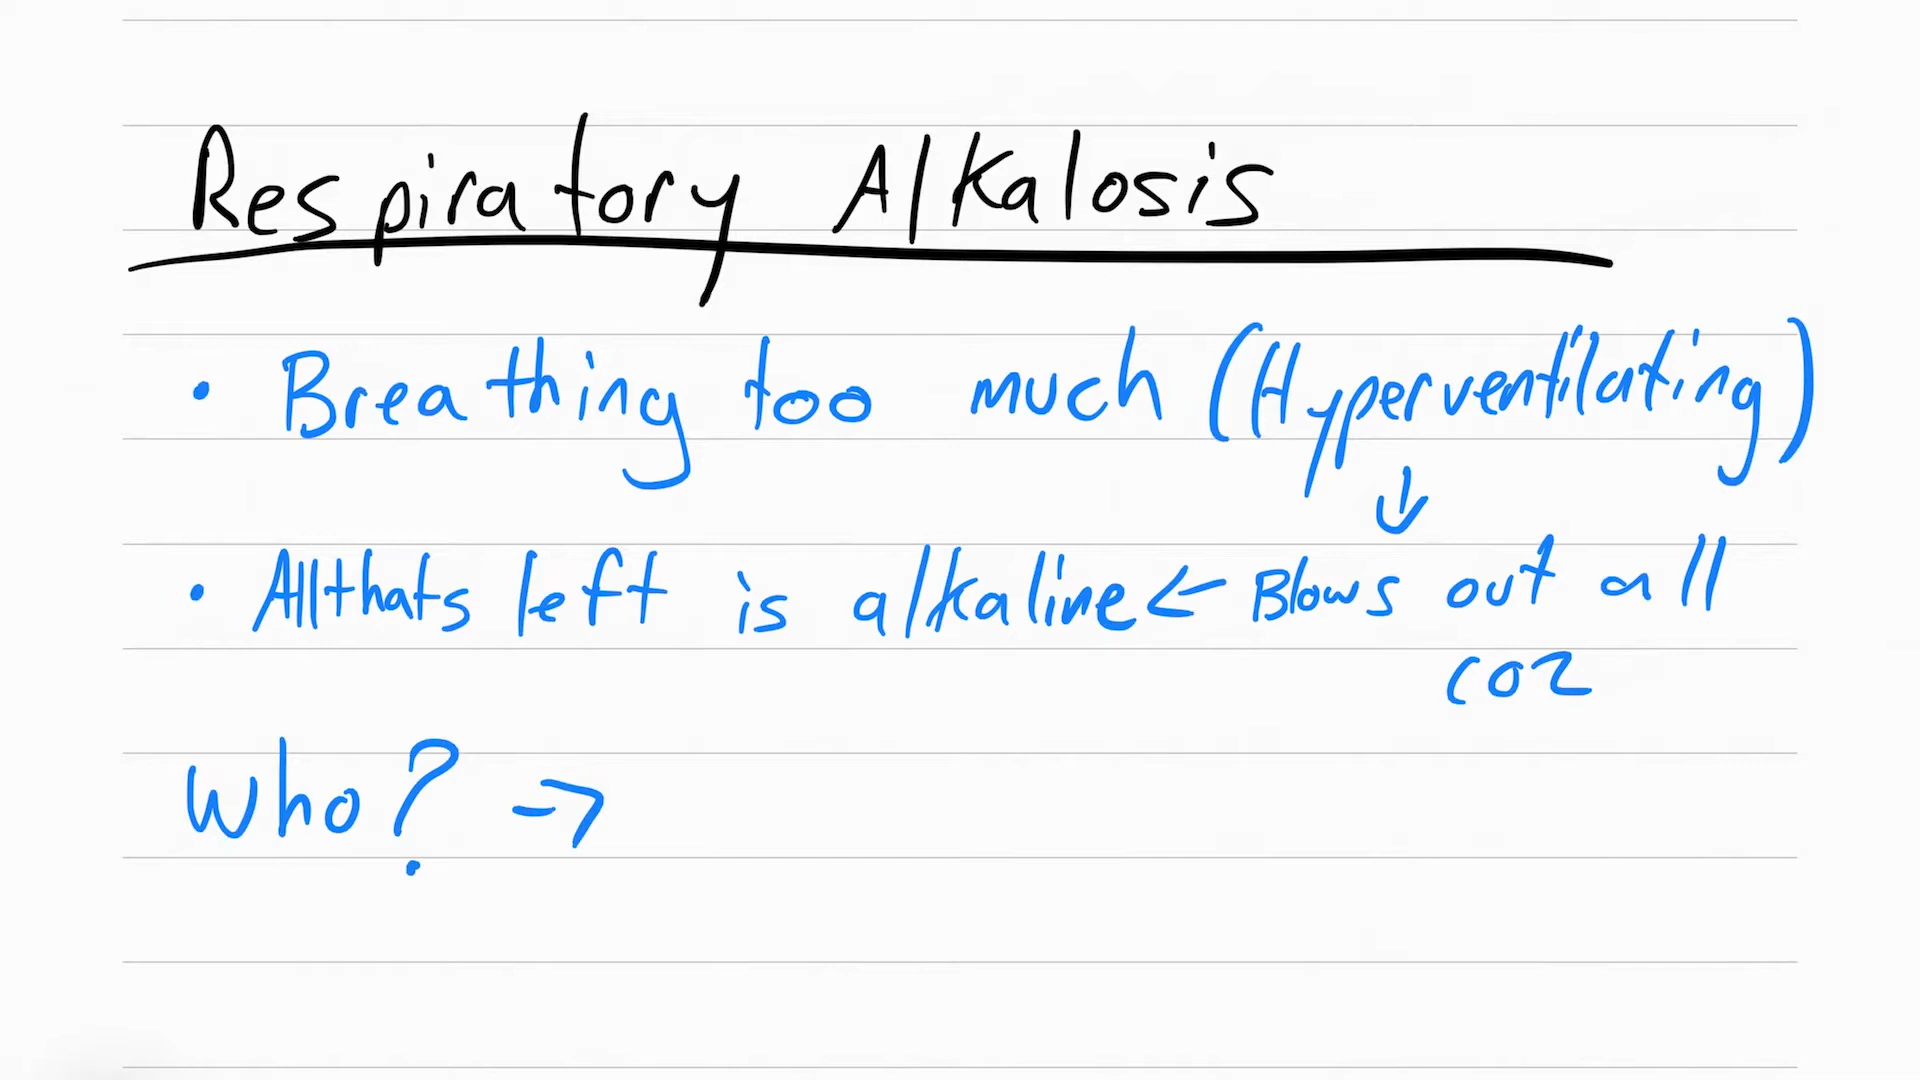 Respiratory Alkalosis
• Breathing too much (Hyperventilating)
↓
• Allthats left is alkaline ← Blows out all
CO2
Who? →